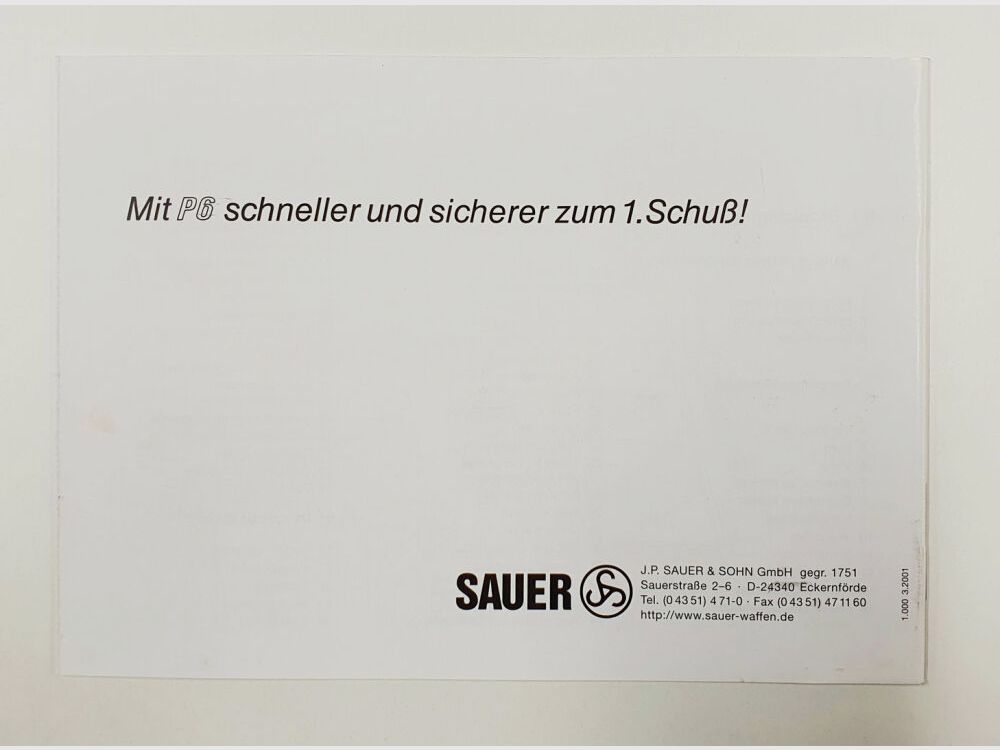 Mit P6 schneller und sicherer zum 1.Schuß!
SAUER
J.P. SAUER & SOHN GmbH gegr. 1751
Sauerstraße 2–6 · D-24340 Eckernförde
Tel. (0 43 51) 4 71-0 · Fax (0 43 51) 47 11 60
http://www.sauer-waffen.de
1.000 3.2001